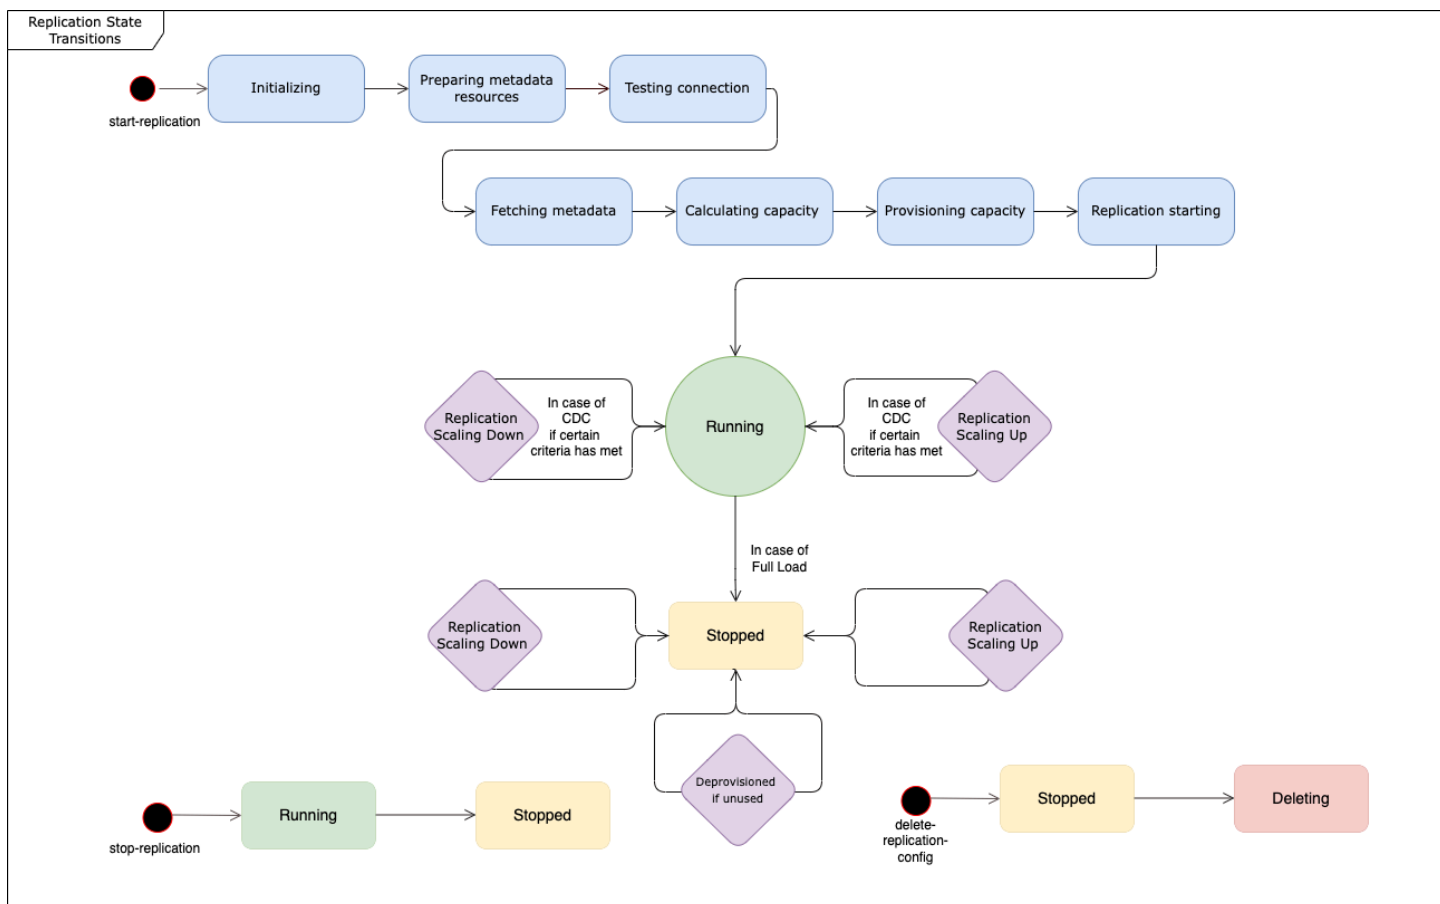 Replication State
Transitions
start-replication
Initializing
Preparing metadata
resources
Testing connection
Fetching metadata
Calculating capacity
Provisioning capacity
Replication starting
Replication
Scaling Down
In case of
CDC
if certain
criteria has met
Running
In case of
CDC
if certain
criteria has met
Replication
Scaling Up
In case of
Full Load
Replication
Scaling Down
Stopped
Replication
Scaling Up
Deprovisioned
if unused
stop-replication
Running
Stopped
delete-
replication-
config
Stopped
Deleting